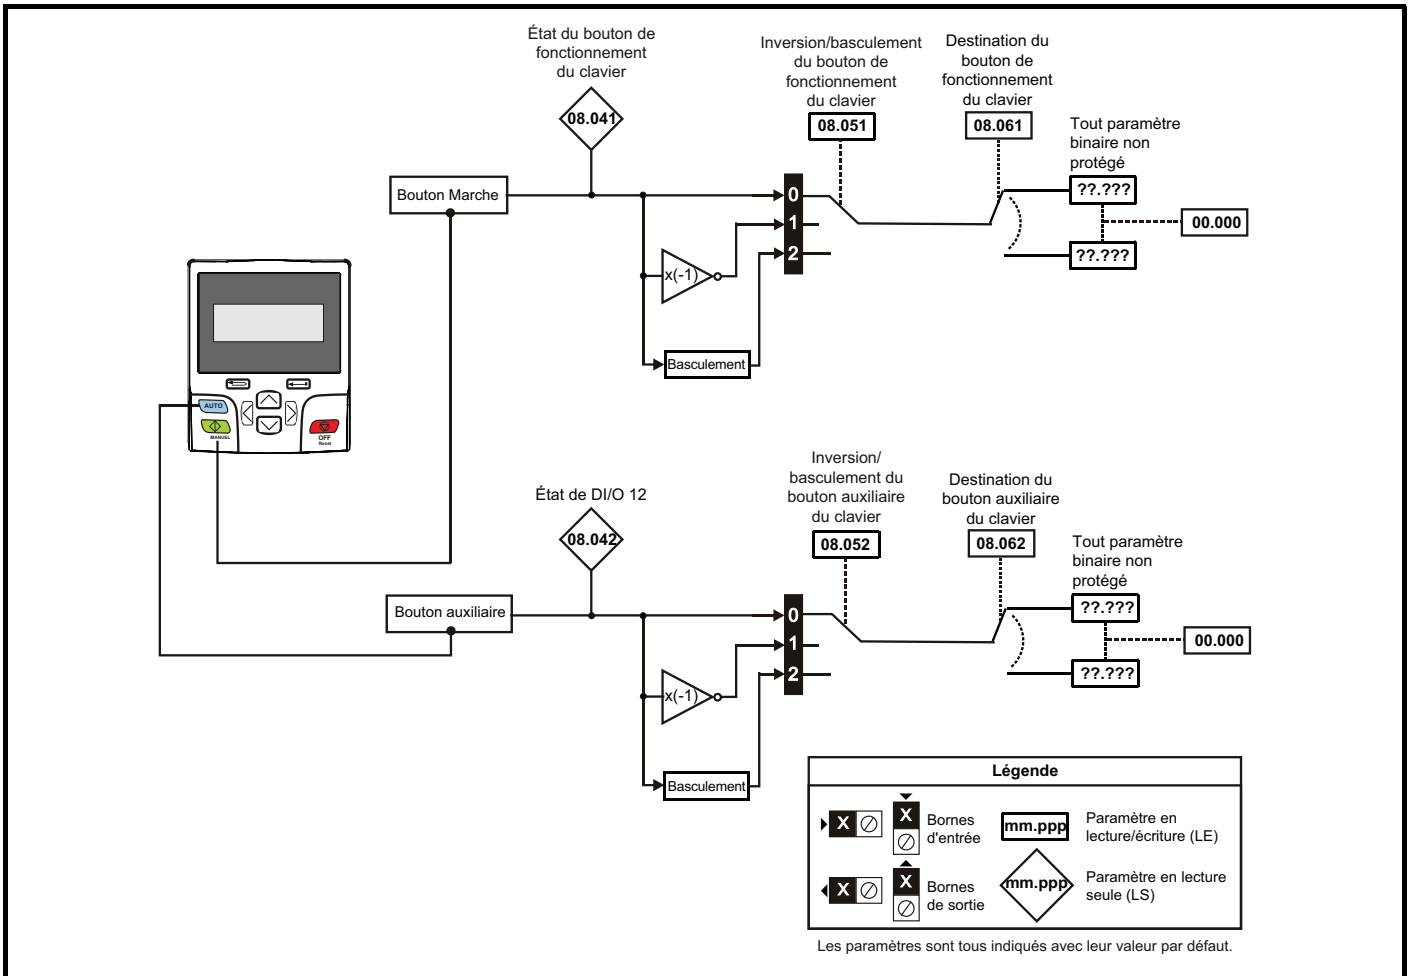 État du bouton de
fonctionnement
du clavier
08.041
Inversion/basculement
du bouton de
fonctionnement
du clavier
08.051
Destination du
bouton de
fonctionnement
du clavier
08.061
Tout paramètre
binaire non
protégé
??.???
??.???
00.000
Bouton Marche
0
1
2
x(-1)
Basculement
AUTO
MANUEL
OFF
Reset
État de DI/O 12
08.042
Inversion/
basculement du
bouton auxiliaire
du clavier
08.052
Destination du
bouton auxiliaire
du clavier
08.062
Tout paramètre
binaire non
protégé
??.???
??.???
00.000
Bouton auxiliaire
0
1
2
x(-1)
Basculement
Légende
X
X
Bornes
d'entrée
mm.ppp
Paramètre en
lecture/écriture (LE)
X
X
Bornes
de sortie
mm.ppp
Paramètre en lecture
seule (LS)
Les paramètres sont tous indiqués avec leur valeur par défaut.